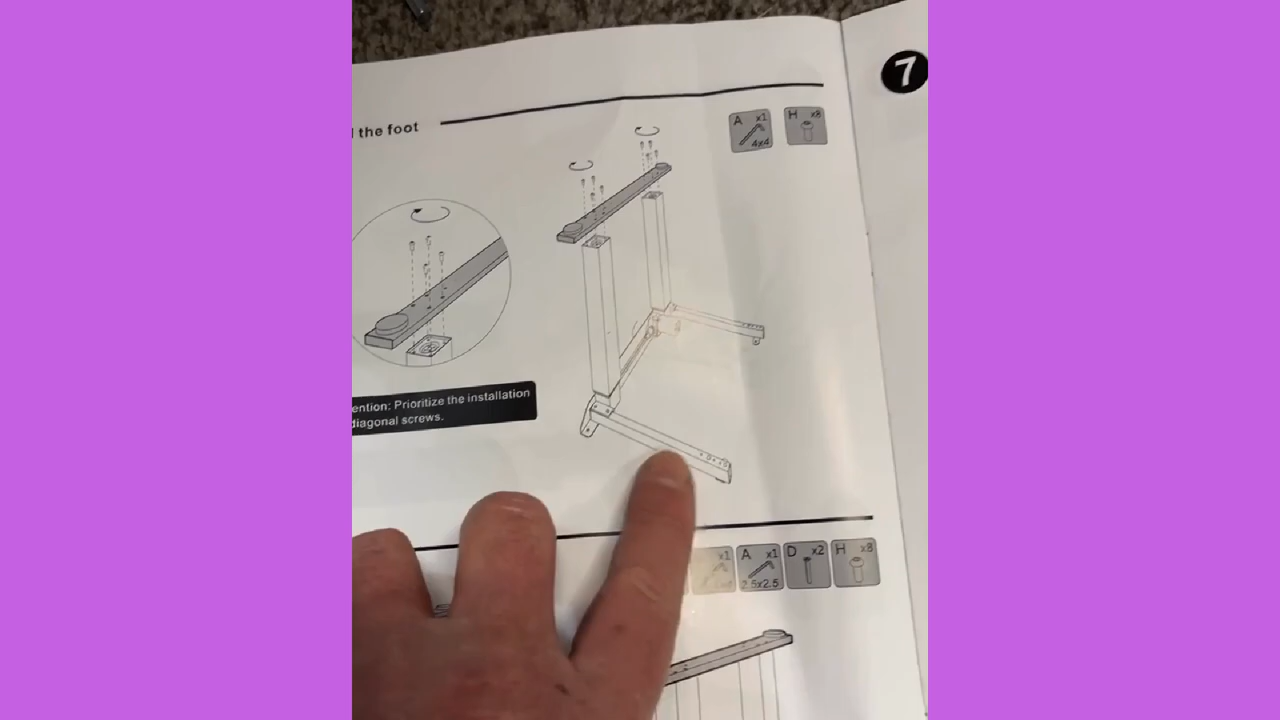 7
the foot
A x1
4x4
H x8
ention: Prioritize the installation
diagonal screws.
x1
A x1
2.5x2.5
D x2
H x8